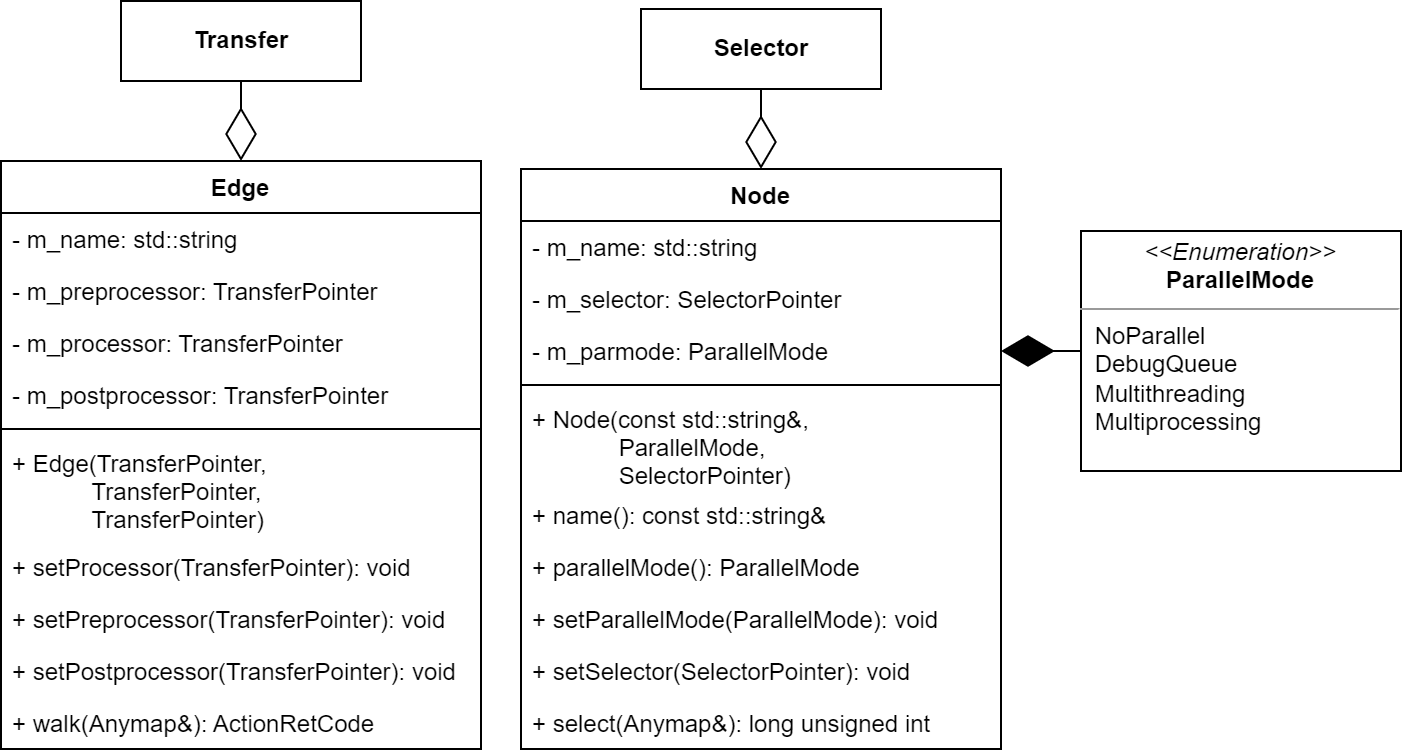 Transfer
Edge
- m_name: std::string
- m_preprocessor: TransferPointer
- m_processor: TransferPointer
- m_postprocessor: TransferPointer
+ Edge(TransferPointer,
TransferPointer,
TransferPointer)
+ setProcessor(TransferPointer): void
+ setPreprocessor(TransferPointer): void
+ setPostprocessor(TransferPointer): void
+ walk(Anymap&): ActionRetCode
Selector
Node
- m_name: std::string
- m_selector: SelectorPointer
- m_parmode: ParallelMode
+ Node(const std::string&,
ParallelMode,
SelectorPointer)
+ name(): const std::string&
+ parallelMode(): ParallelMode
+ setParallelMode(ParallelMode): void
+ setSelector(SelectorPointer): void
+ select(Anymap&): long unsigned int
<<Enumeration>>
ParallelMode
NoParallel
DebugQueue
Multithreading
Multiprocessing